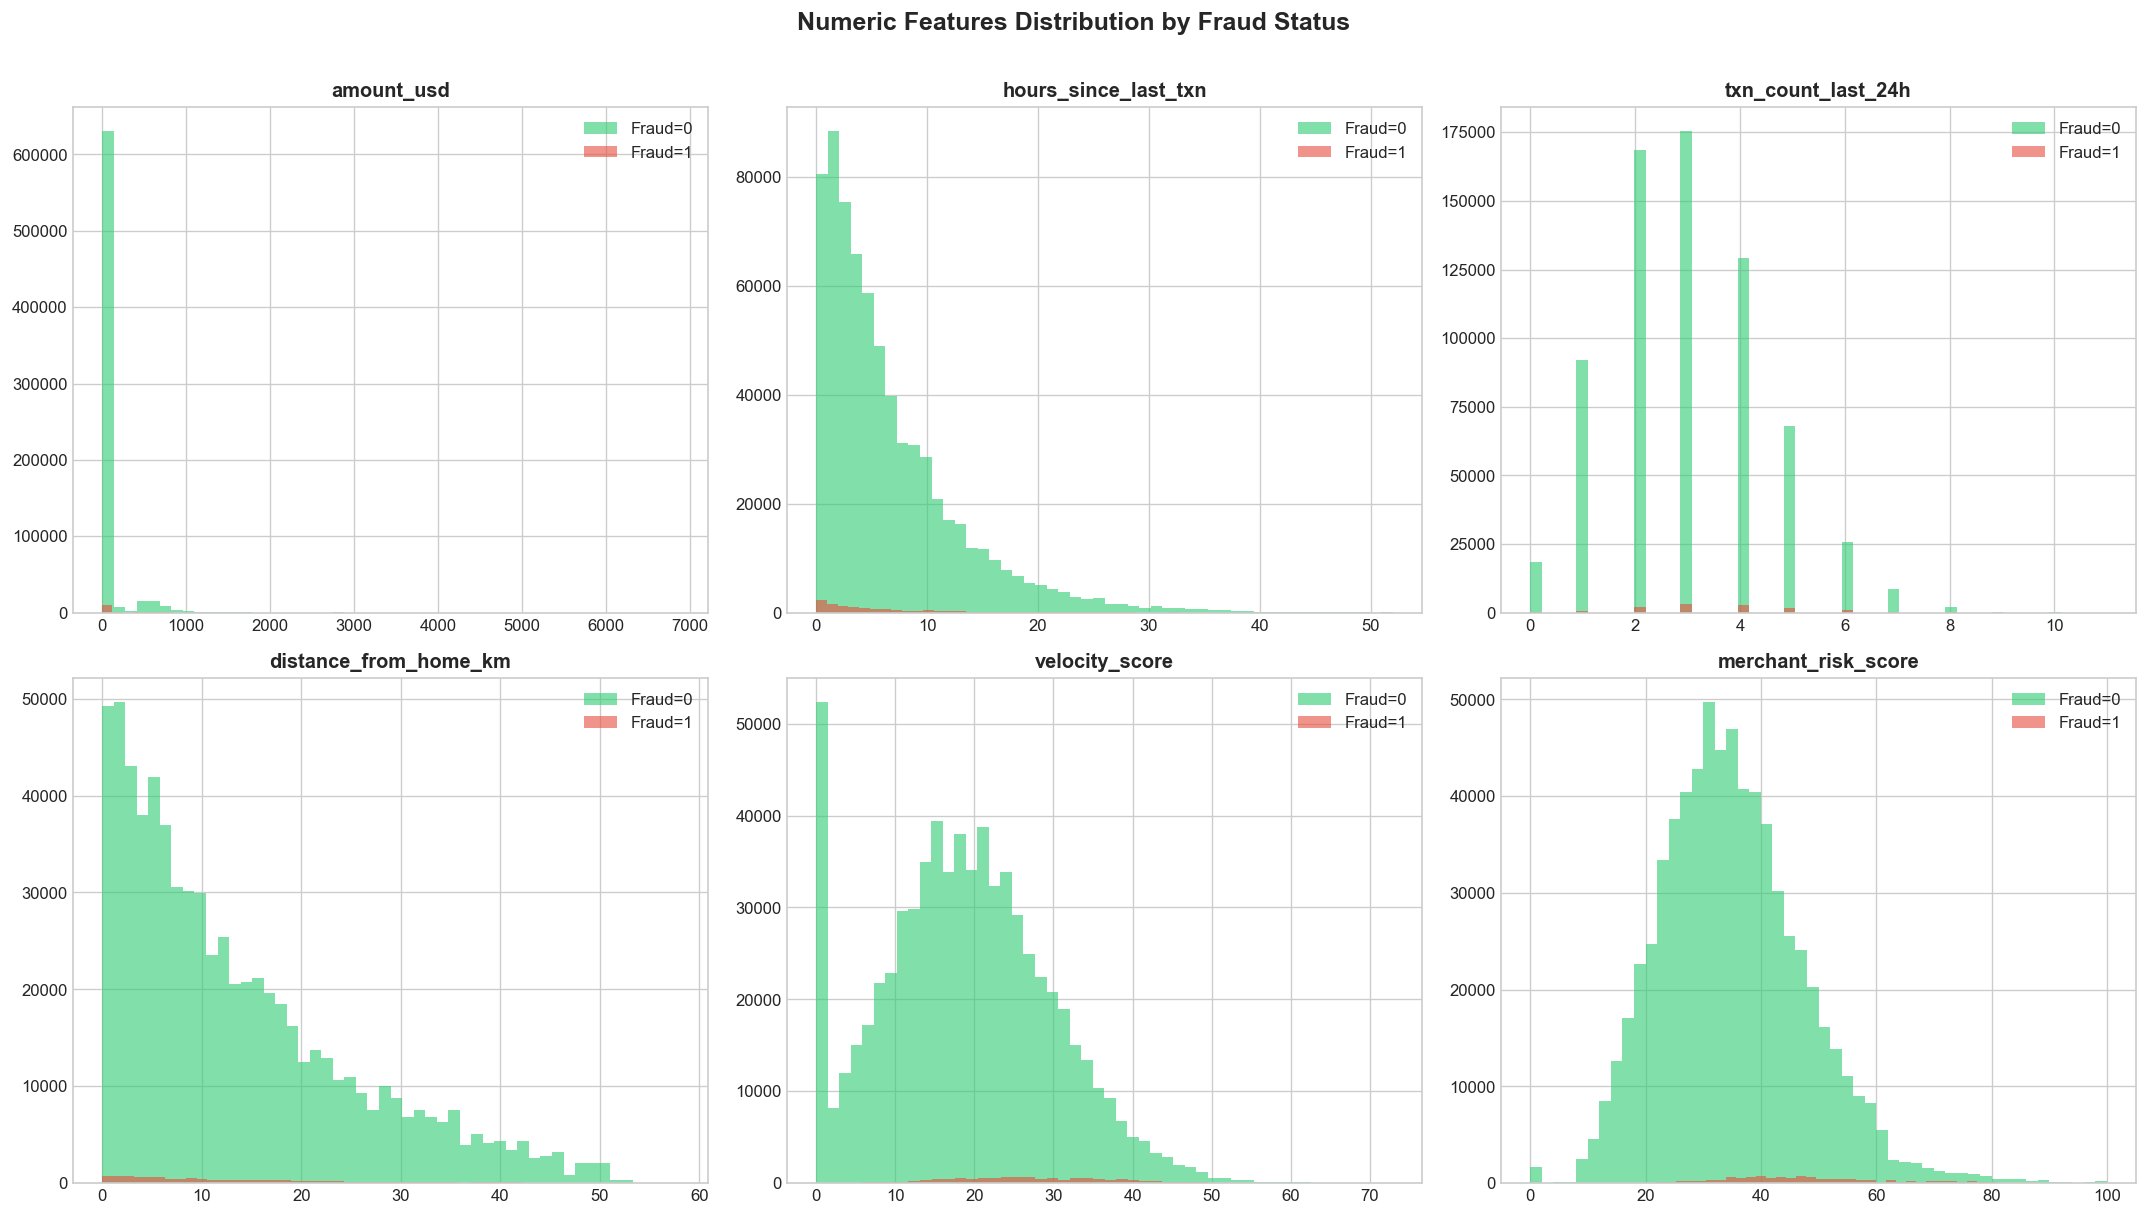 Numeric Features Distribution by Fraud Status
amount_usd
Fraud=0
Fraud=1
600000
500000
400000
300000
200000
100000
0
0 1000 2000 3000 4000 5000 6000 7000
hours_since_last_txn
Fraud=0
Fraud=1
80000
60000
40000
20000
0
0 10 20 30 40 50
txn_count_last_24h
Fraud=0
Fraud=1
175000
150000
125000
100000
75000
50000
25000
0
0 2 4 6 8 10
distance_from_home_km
Fraud=0
Fraud=1
50000
40000
30000
20000
10000
0
0 10 20 30 40 50 60
velocity_score
Fraud=0
Fraud=1
50000
40000
30000
20000
10000
0
0 10 20 30 40 50 60 70
merchant_risk_score
Fraud=0
Fraud=1
50000
40000
30000
20000
10000
0
0 20 40 60 80 100